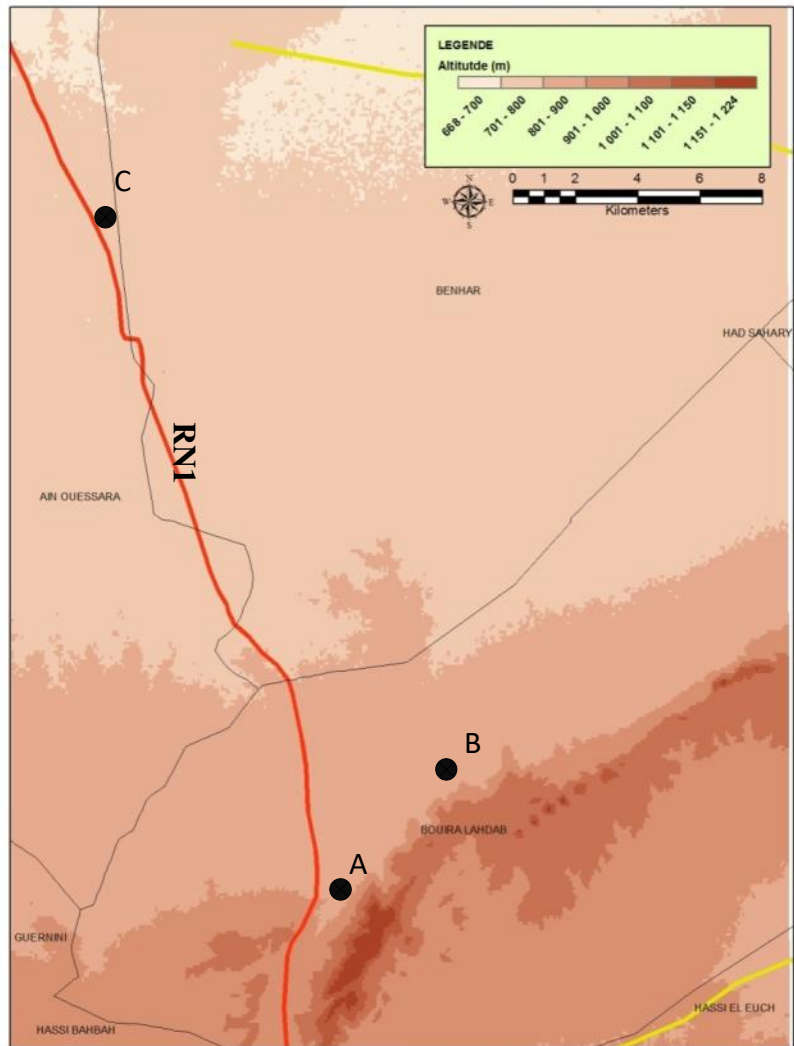 LEGENDE
Altitutde (m)
668 - 700
701 - 800
801 - 900
901 - 1 000
1 001 - 1 100
1 101 - 1 150
1 151 - 1 224
N
W E
S
0 1 2 4 6 8
Kilometers
C
BENHAR
HAD SAHARY
RN1
AIN OUESSARA
B
BOUIRA LAHDAB
A
GUERNINI
HASSI EL EUCH
HASSI BAHBAH